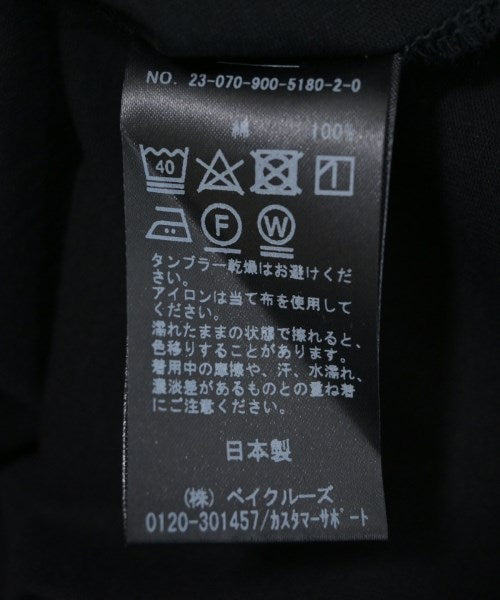 NO. 23-070-900-5180-2-0
綿 100%
40
F W
タンブラー乾燥はお避けくだ
さい。
アイロンは当て布を使用して
ください。
濡れたままの状態で擦れると、
色移りすることがあります。
着用中の摩擦や、汗、水濡れ、
濃淡差があるものとの重ね着
にご注意ください。
日本製
(株) ベイクルーズ
0120-301457/カスタマーサポート